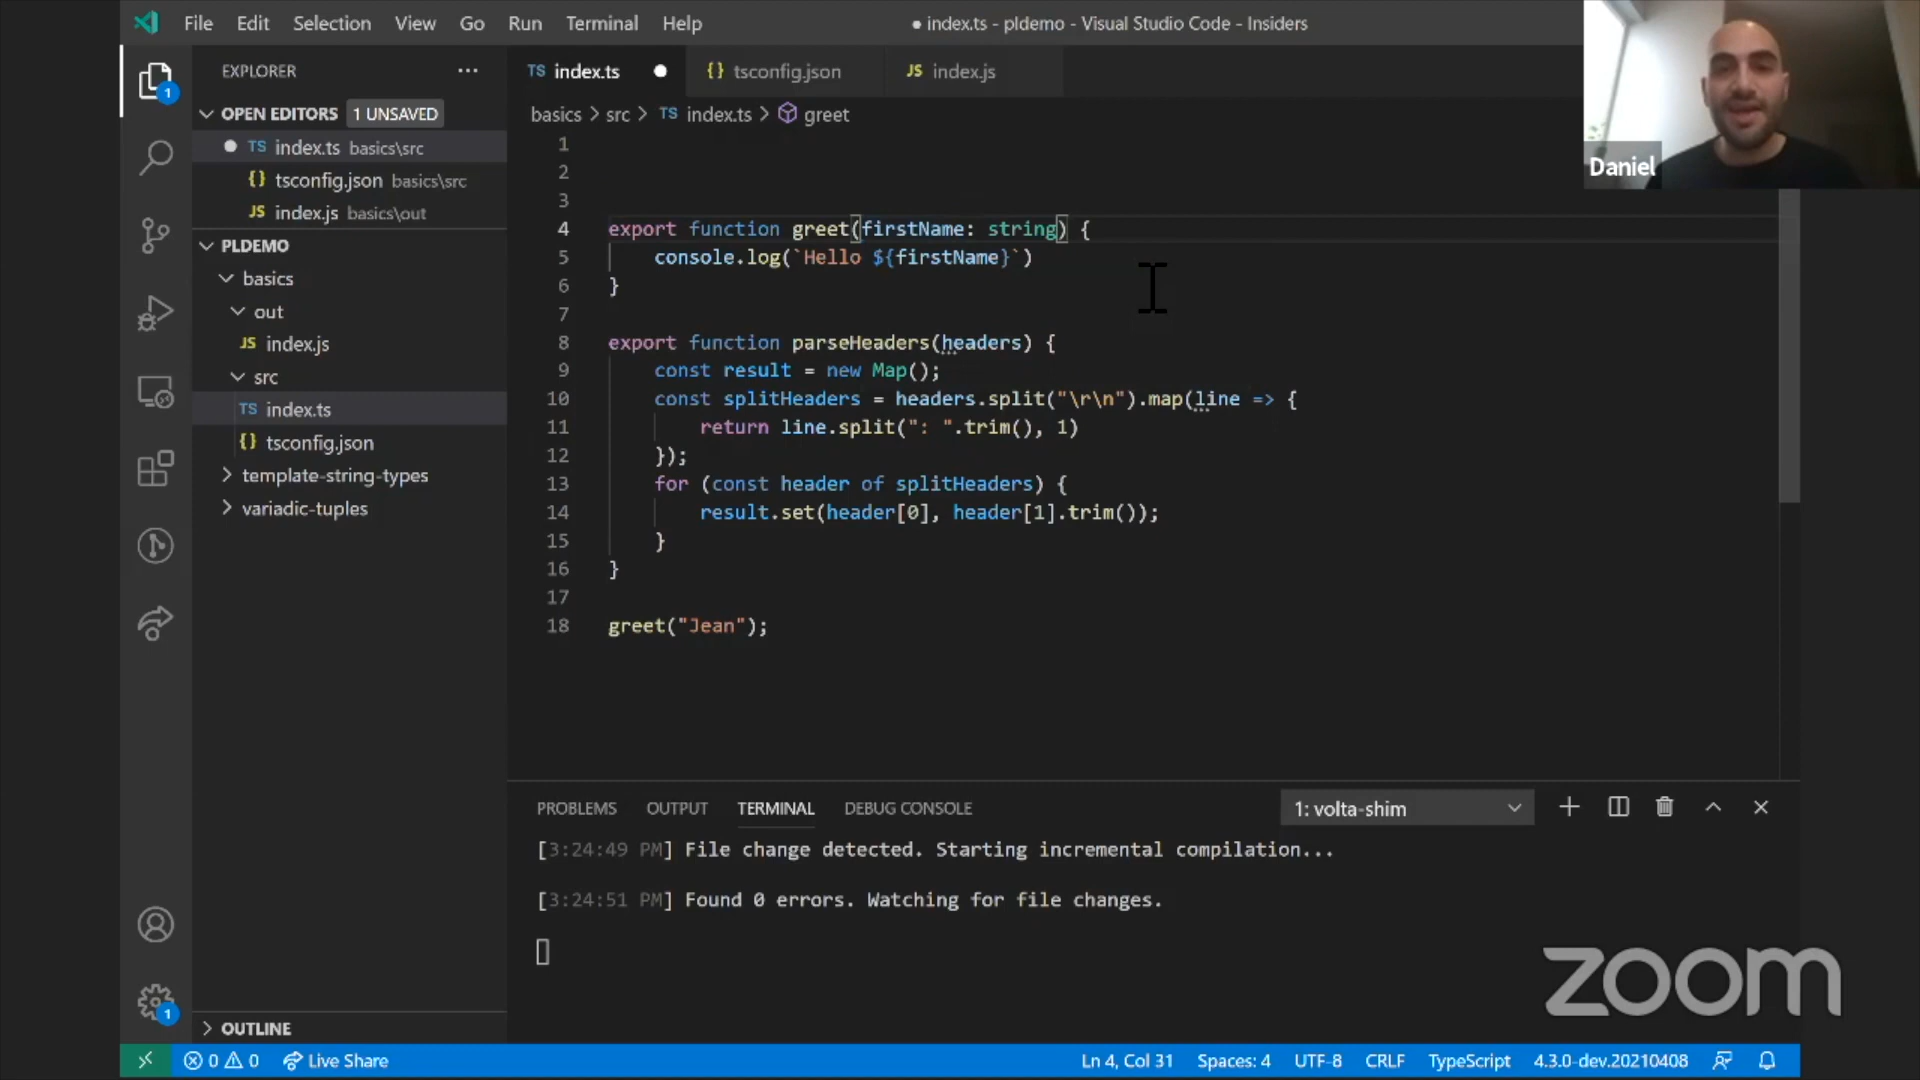 File Edit Selection View Go Run Terminal Help
● index.ts - pldemo - Visual Studio Code - Insiders
Daniel
EXPLORER ···
OPEN EDITORS 1 UNSAVED
TS index.ts basics\src
{} tsconfig.json basics\src
JS index.js basics\out
PLDEMO
basics
out
JS index.js
src
TS index.ts
{} tsconfig.json
template-string-types
variadic-tuples
OUTLINE
1
1
TS index.ts ● {} tsconfig.json JS index.js
basics > src > TS index.ts > greet
1
2
3
4 export function greet(firstName: string) {
5 console.log(`Hello ${firstName}`)
6 }
7
8 export function parseHeaders(headers) {
9 const result = new Map();
10 const splitHeaders = headers.split("\r\n").map(line => {
11 return line.split(": ".trim(), 1)
12 });
13 for (const header of splitHeaders) {
14 result.set(header[0], header[1].trim());
15 }
16 }
17
18 greet("Jean");
PROBLEMS OUTPUT TERMINAL DEBUG CONSOLE 1: volta-shim
[3:24:49 PM] File change detected. Starting incremental compilation...
[3:24:51 PM] Found 0 errors. Watching for file changes.
zoom
0 0 Live Share Ln 4, Col 31 Spaces: 4 UTF-8 CRLF TypeScript 4.3.0-dev.20210408